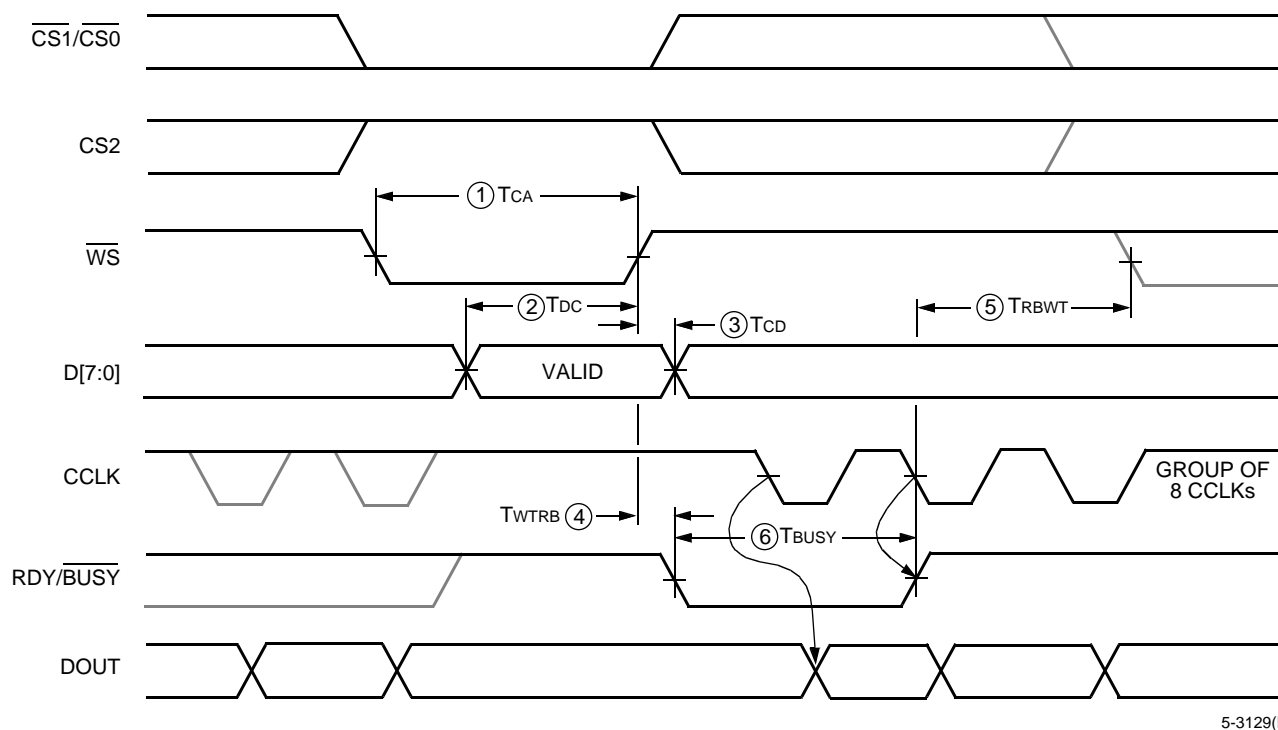 CS1/CS0
CS2
① TCA
WS
② TDC
⑤ TRBWT
③ TCD
D[7:0]
VALID
CCLK
GROUP OF
8 CCLKs
TWTRB ④
⑥ TBUSY
RDY/BUSY
DOUT